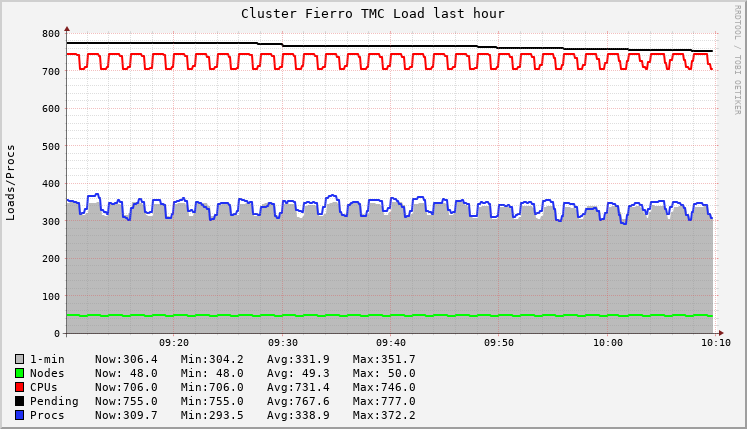 Cluster Fierro TMC Load last hour
RRDTOOL / TOBI OETIKER
Loads/Procs
800
700
600
500
400
300
200
100
0
09:20 09:30 09:40 09:50 10:00 10:10
1-min Now:306.4 Min:304.2 Avg:331.9 Max:351.7
Nodes Now: 48.0 Min: 48.0 Avg: 49.3 Max: 50.0
CPUs Now:706.0 Min:706.0 Avg:731.4 Max:746.0
Pending Now:755.0 Min:755.0 Avg:767.6 Max:777.0
Procs Now:309.7 Min:293.5 Avg:338.9 Max:372.2